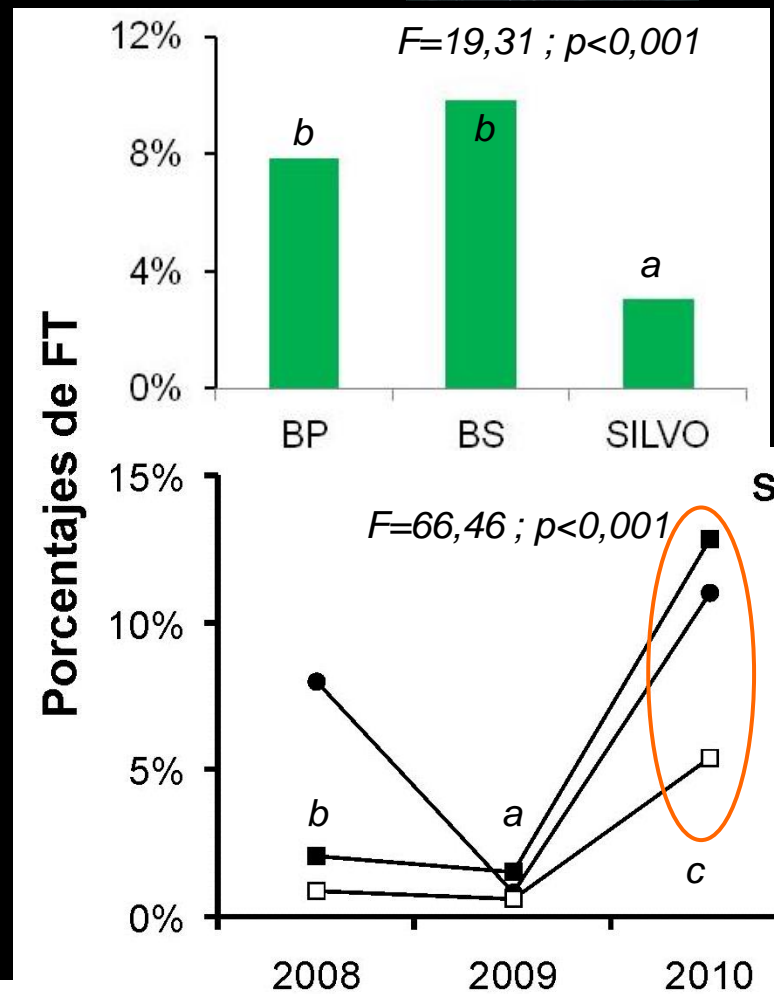 Porcentajes de FT
12%
F=19,31 ; p<0,001
8%
4%
0%
b
b
a
BP BS SILVO
15%
S
F=66,46 ; p<0,001
10%
5%
0%
b
a
c
2008 2009 2010